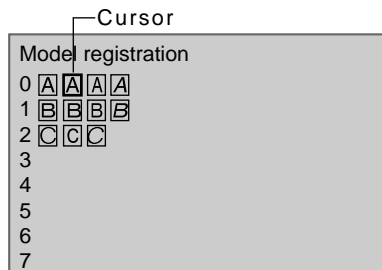 Cursor
Model registration
0 A A A A
1 B B B B
2 C C C
3
4
5
6
7